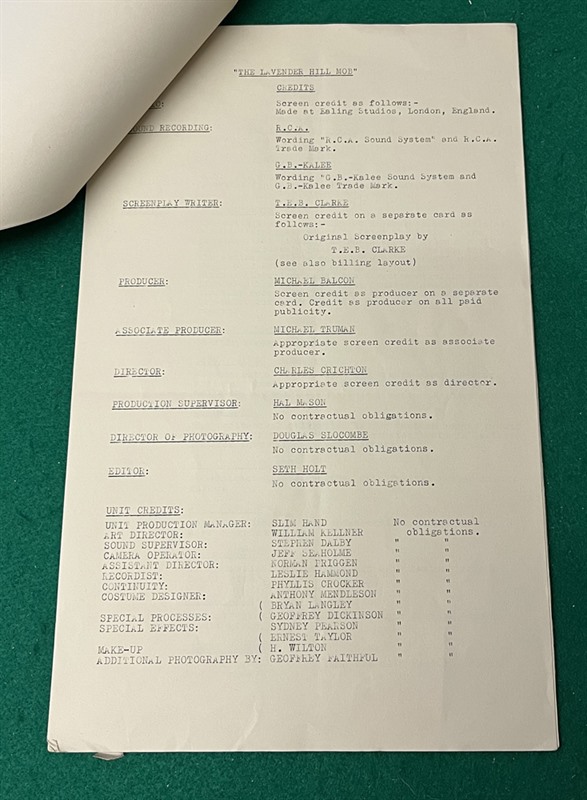 "THE LAVENDER HILL MOB"
CREDITS
Screen credit as follows:-
Made at Ealing Studios, London, England.
SOUND RECORDING: R.C.A.
Wording "R.C.A. Sound System" and R.C.A.
Trade Mark.
G.B.-KALEE
Wording "G.B.-Kalee Sound System and
G.B.-Kalee Trade Mark.
SCREENPLAY WRITER: T.E.B. CLARKE
Screen credit on a separate card as
follows:-
Original Screenplay by
T.E.B. CLARKE
(see also billing layout)
PRODUCER: MICHAEL BALCON
Screen credit as producer on a separate
card. Credit as producer on all paid
publicity.
ASSOCIATE PRODUCER: MICHAEL TRUMAN
Appropriate screen credit as associate
producer.
DIRECTOR: CHARLES CRICHTON
Appropriate screen credit as director.
PRODUCTION SUPERVISOR: HAL MASON
No contractual obligations.
DIRECTOR OF PHOTOGRAPHY: DOUGLAS SLOCOMBE
No contractual obligations.
EDITOR: SETH HOLT
No contractual obligations.
UNIT CREDITS:
UNIT PRODUCTION MANAGER: SLIM HAND No contractual
ART DIRECTOR: WILLIAM KELLNER obligations.
SOUND SUPERVISOR: STEPHEN DALBY " "
CAMERA OPERATOR: JEFF SEAHOLME " "
ASSISTANT DIRECTOR: NORMAN PRIGGEN " "
RECORDIST: LESLIE HAMMOND " "
CONTINUITY: PHYLLIS CROCKER " "
COSTUME DESIGNER: ANTHONY MENDLESON " "
( BRYAN LANGLEY " "
SPECIAL PROCESSES: ( GEOFFREY DICKINSON " "
SPECIAL EFFECTS: SYDNEY PEARSON " "
( ERNEST TAYLOR " "
MAKE-UP ( H. WILTON " "
ADDITIONAL PHOTOGRAPHY BY: GEOFFREY FAITHFUL " "